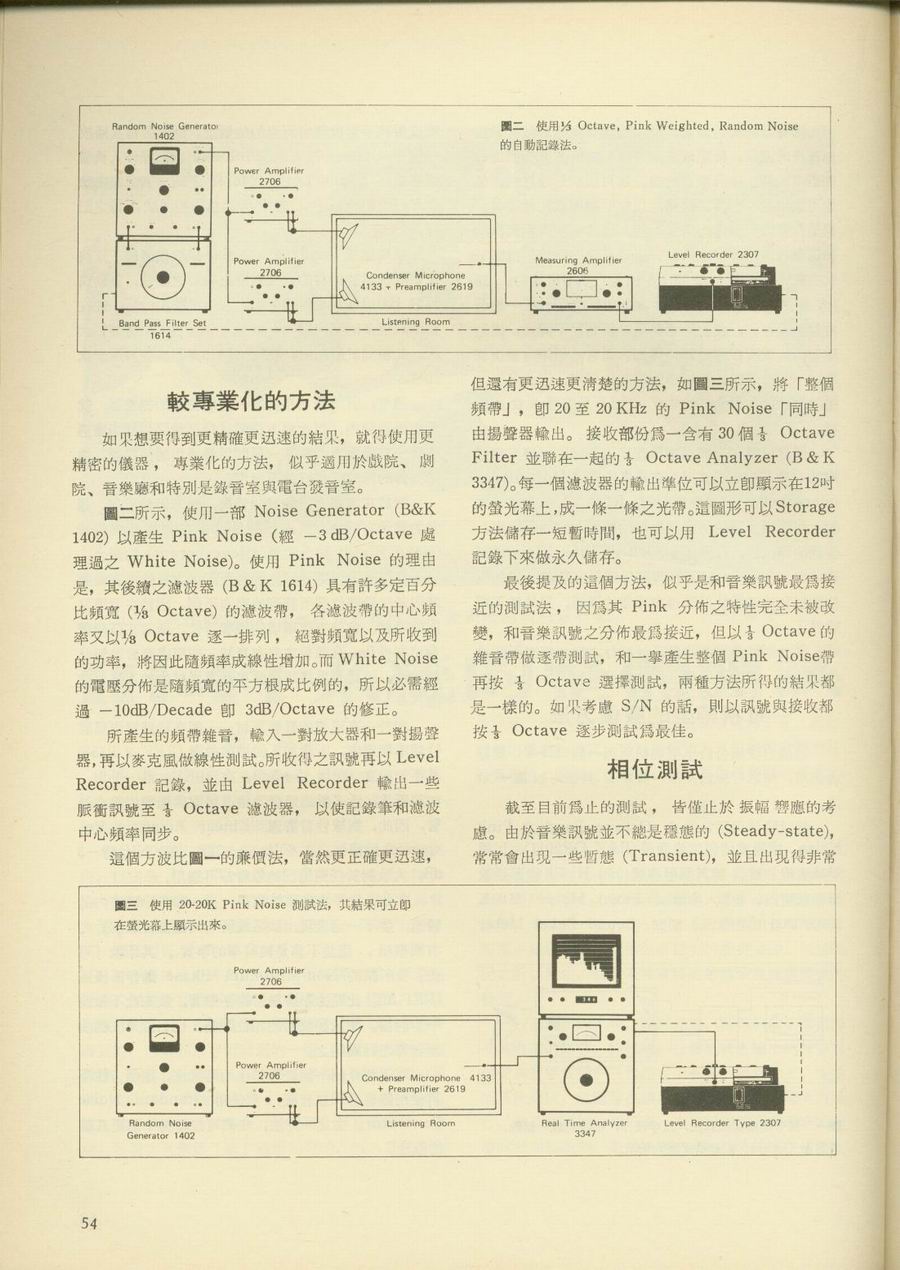 Random Noise Generator
1402
圖二 使用⅓ Octave, Pink Weighted, Random Noise
的自動記錄法。
Power Amplifier
2706
Power Amplifier
2706
Condenser Microphone
4133 + Preamplifier 2619
Measuring Amplifier
2606
Level Recorder 2307
Band Pass Filter Set
1614
Listening Room
較專業化的方法
如果想要得到更精確更迅速的結果，就得使用更
精密的儀器，專業化的方法，似乎適用於戲院、劇
院、音樂廳和特別是錄音室與電台發音室。
圖二所示，使用一部 Noise Generator (B&K
1402) 以產生 Pink Noise (經 －3 dB/Octave 處
理過之 White Noise)。使用 Pink Noise 的理由
是，其後續之濾波器 (B & K 1614) 具有許多定百分
比頻寬 (⅓ Octave) 的濾波帶，各濾波帶的中心頻
率又以⅓ Octave 逐一排列，絕對頻寬以及所收到
的功率，將因此隨頻率成線性增加。而 White Noise
的電壓分佈是隨頻寬的平方根成比例的，所以必需經
過 －10dB/Decade 卽 3dB/Octave 的修正。
所產生的頻帶雜音，輸入一對放大器和一對揚聲
器，再以麥克風做線性測試。所收得之訊號再以 Level
Recorder 記錄，並由 Level Recorder 輸出一些
脈衝訊號至 ⅓ Octave 濾波器，以使記錄筆和濾波
中心頻率同步。
這個方波比圖一的廉價法，當然更正確更迅速，
但還有更迅速更淸楚的方法，如圖三所示，將「整個
頻帶」，卽 20 至 20 KHz 的 Pink Noise「同時」
由揚聲器輸出。接收部份爲一含有 30 個 ⅓ Octave
Filter 並聯在一起的 ⅓ Octave Analyzer (B & K
3347)。每一個濾波器的輸出準位可以立卽顯示在12吋
的螢光幕上，成一條一條之光帶。這圖形可以 Storage
方法儲存一短暫時間，也可以用 Level Recorder
記錄下來做永久儲存。
最後提及的這個方法，似乎是和音樂訊號最爲接
近的測試法，因爲其 Pink 分佈之特性完全未被改
變，和音樂訊號之分佈最爲接近，但以 ⅓ Octave 的
雜音帶做逐帶測試，和一擧產生整個 Pink Noise帶
再按 ⅓ Octave 選擇測試，兩種方法所得的結果都
是一樣的。如果考慮 S/N 的話，則以訊號與接收都
按 ⅓ Octave 逐步測試爲最佳。
相位測試
截至目前爲止的測試，皆僅止於 振幅 響應的考
慮。由於音樂訊號並不總是穩態的 (Steady-state)，
常常會出現一些暫態 (Transient)，並且出現得非常
圖三 使用 20-20K Pink Noise 測試法，其結果可立卽
在螢光幕上顯示出來。
Power Amplifier
2706
Power Amplifier
2706
Condenser Microphone 4133
+ Preamplifier 2619
Random Noise
Generator 1402
Listening Room
Real Time Analyzer
3347
Level Recorder Type 2307
54